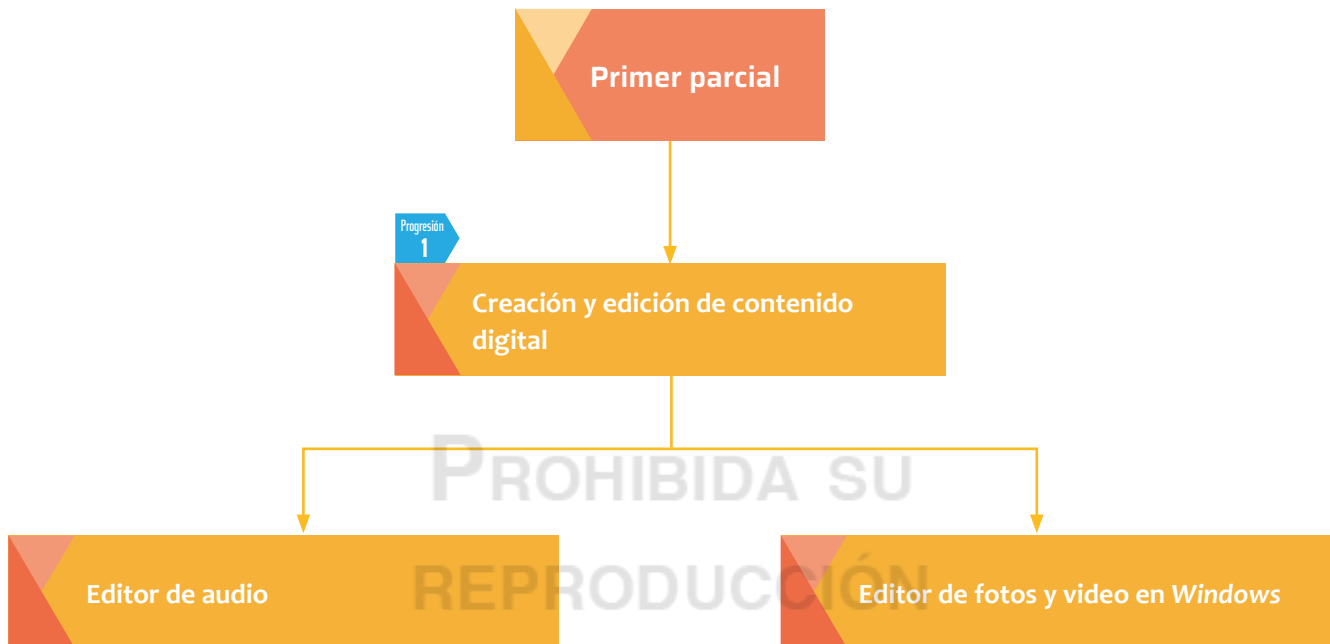 Primer parcial
Progresión
1
Creación y edición de contenido
digital
PROHIBIDA SU
Editor de audio
REPRODUCCIÓN
Editor de fotos y video en Windows